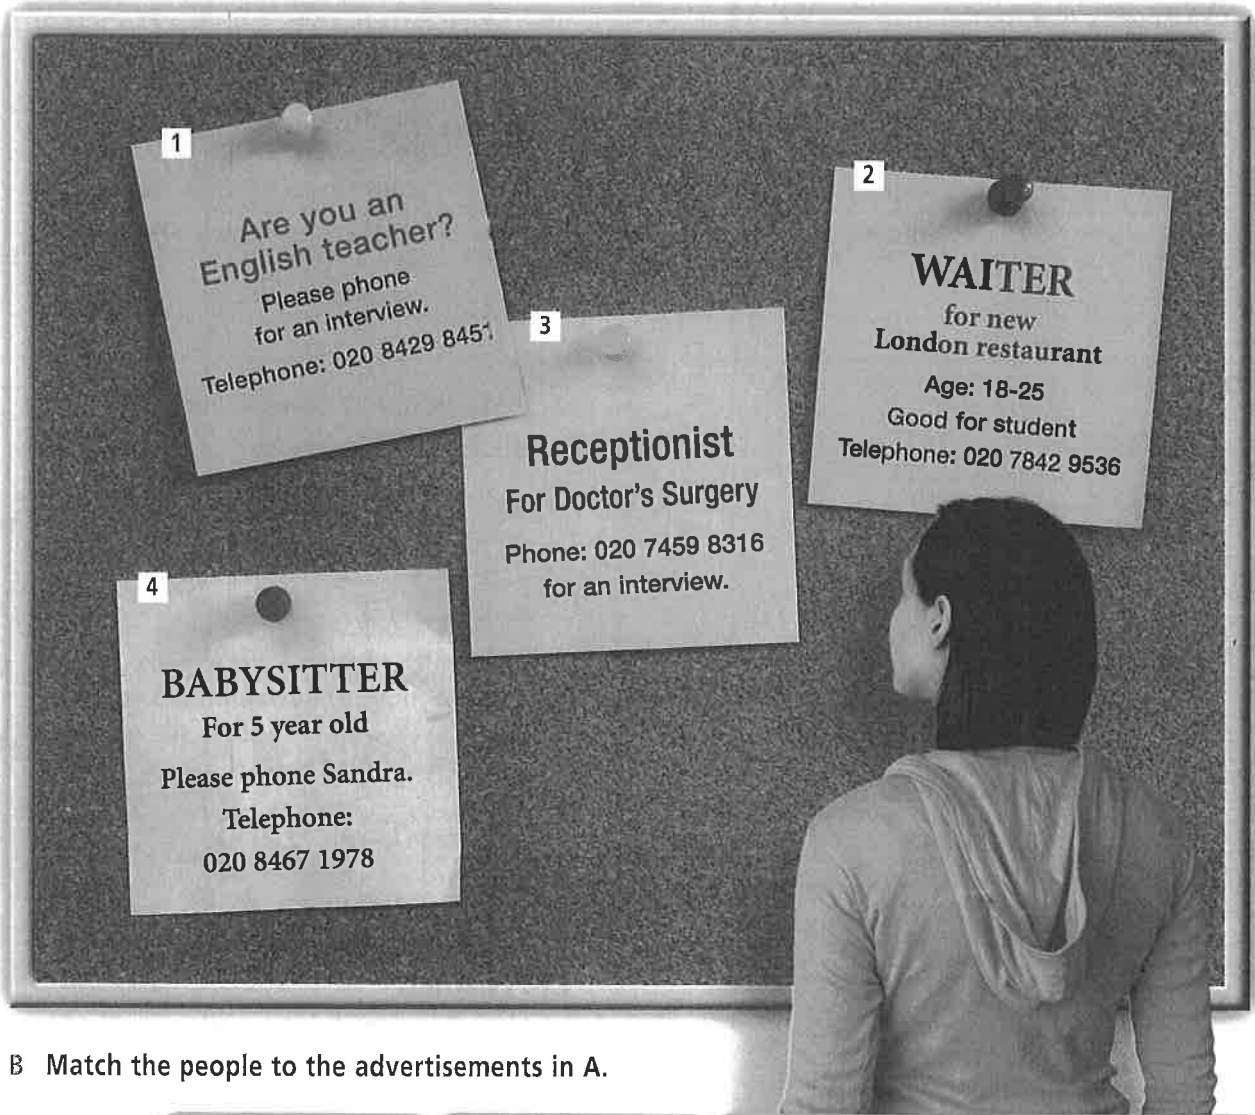 1
Are you an
English teacher?
Please phone
for an interview.
Telephone: 020 8429 8451
2
WAITER
for new
London restaurant
Age: 18-25
Good for student
Telephone: 020 7842 9536
3
Receptionist
For Doctor's Surgery
Phone: 020 7459 8316
for an interview.
4
BABYSITTER
For 5 year old
Please phone Sandra.
Telephone:
020 8467 1978
B Match the people to the advertisements in A.